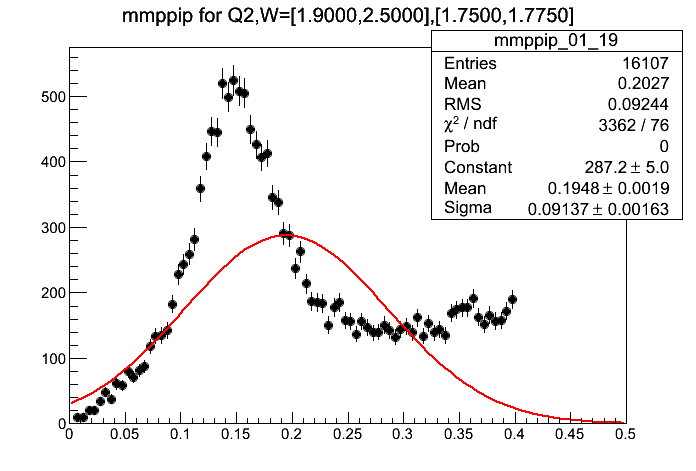 mmppip for Q2,W=[1.9000,2.5000],[1.7500,1.7750]
mmppip_01_19
Entries 16107
Mean 0.2027
RMS 0.09244
χ² / ndf 3362 / 76
Prob 0
Constant 287.2 ± 5.0
Mean 0.1948 ± 0.0019
Sigma 0.09137 ± 0.00163
500
400
300
200
100
0
0 0.05 0.1 0.15 0.2 0.25 0.3 0.35 0.4 0.45 0.5